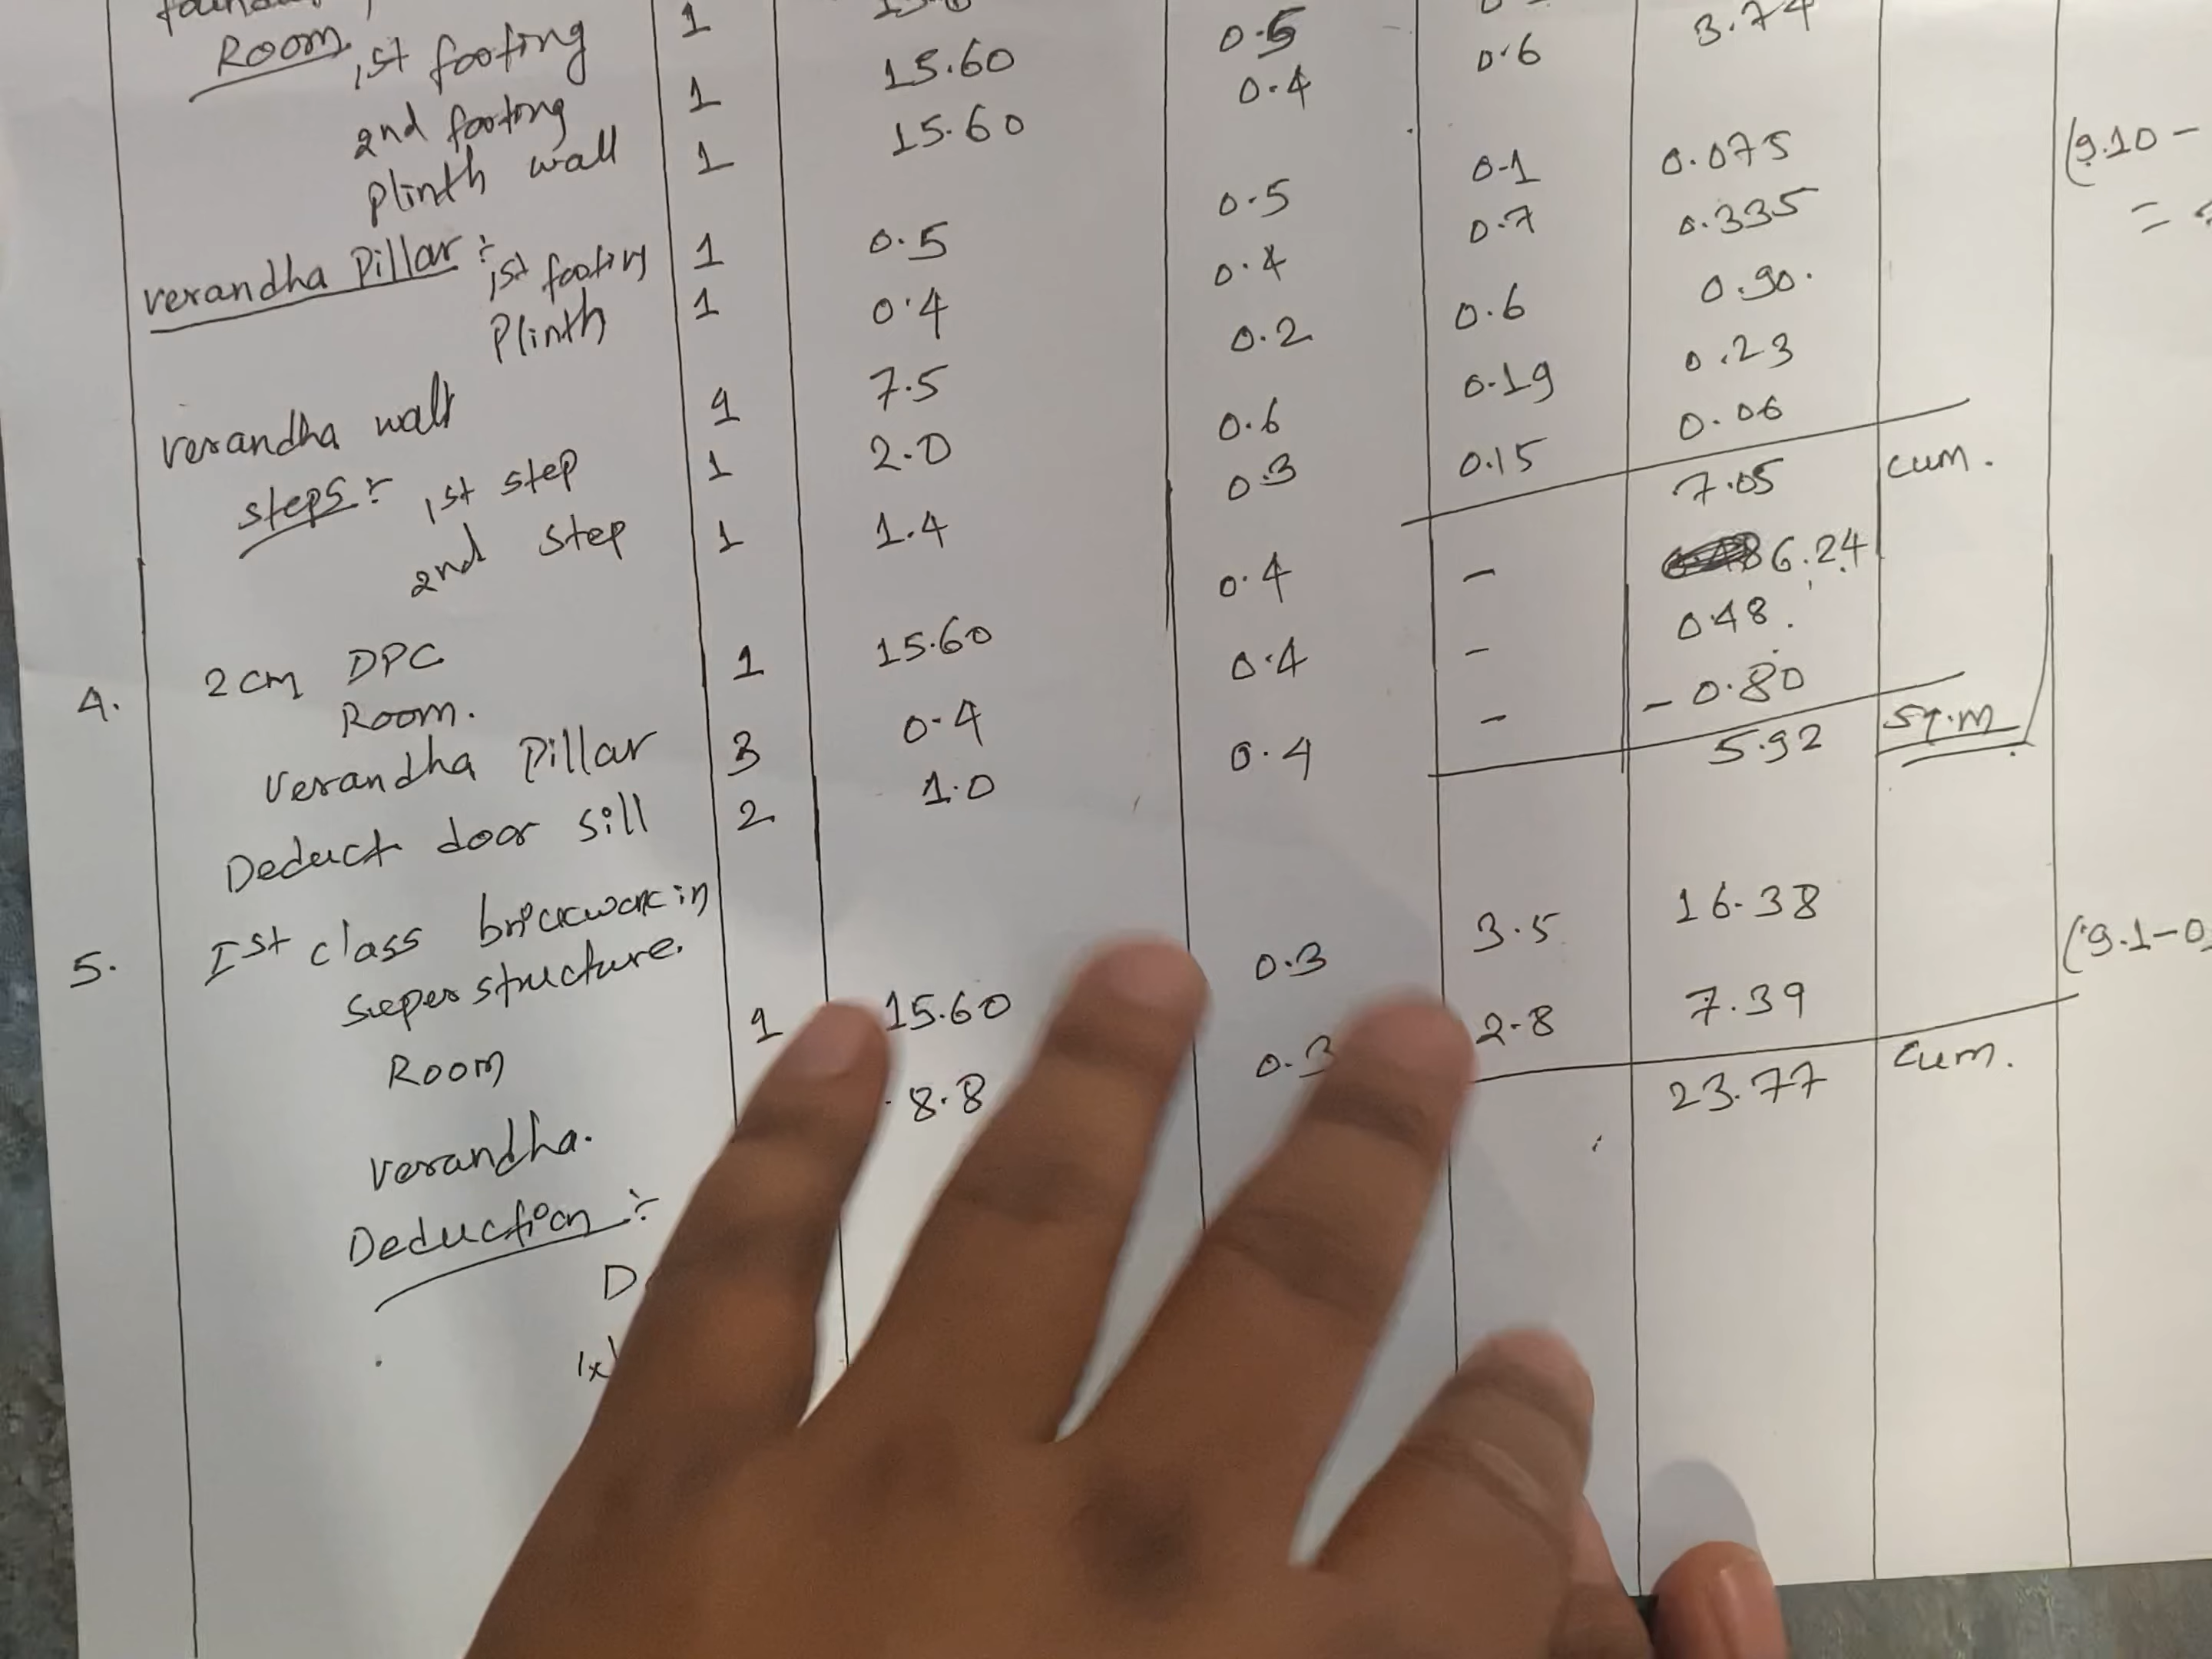 Room 1st footing 1 0.5 3.74
2nd footing 1 15.60 0.4 0.6
Plinth wall 1 15.60 (9.10 -
Verandha Pillar :- 1st footing 1 0.5 0.5 0.1 0.075 =
Plinth 1 0.4 0.4 0.7 0.335
Verandha wall 1 7.5 0.2 0.6 0.90.
Steps :- 1st step 1 2.0 0.6 0.19 0.23
2nd step 1 1.4 0.3 0.15 0.06
7.05 cum.
4. 2 cm DPC
Room. 1 15.60 0.4 - 6.24
Verandha Pillar 3 0.4 0.4 - 0.48.
Deduct door sill 2 1.0 0.4 - - 0.80
5.92 Sq.m
5. Ist class brickwork in
Super structure.
Room 1 15.60 0.3 3.5 16.38
Verandha. 8.8 0.3 2.8 7.39 (9.1-0
23.77 Cum.
Deduction :-